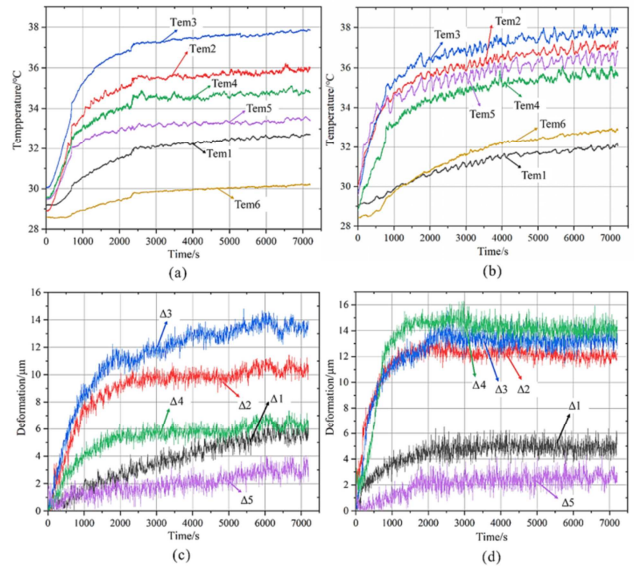 40
38
36
34
32
30
28
Tempperature/°C
Tem3
Tem2
Tem4
Tem5
Tem1
Tem6
0 1000 2000 3000 4000 5000 6000 7000
Time/s
(a)
40
38
36
34
32
30
28
Tempperature/°C
Tem2
Tem3
Tem4
Tem5
Tem6
Tem1
0 1000 2000 3000 4000 5000 6000 7000
Time/s
(b)
16
14
12
10
8
6
4
2
0
Deformation/μm
Δ3
Δ2
Δ4
Δ1
Δ5
0 1000 2000 3000 4000 5000 6000 7000
Time/s
(c)
16
14
12
10
8
6
4
2
0
Deformation/μm
Δ4
Δ3
Δ2
Δ1
Δ5
0 1000 2000 3000 4000 5000 6000 7000
Time/s
(d)